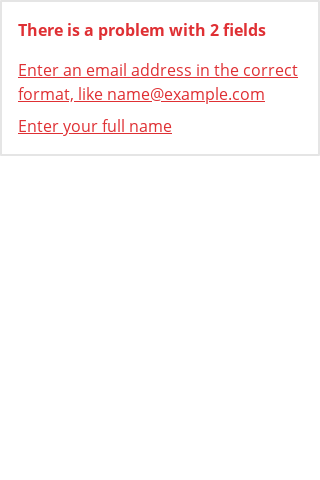 There is a problem with 2 fields
Enter an email address in the correct
format, like name@example.com
Enter your full name